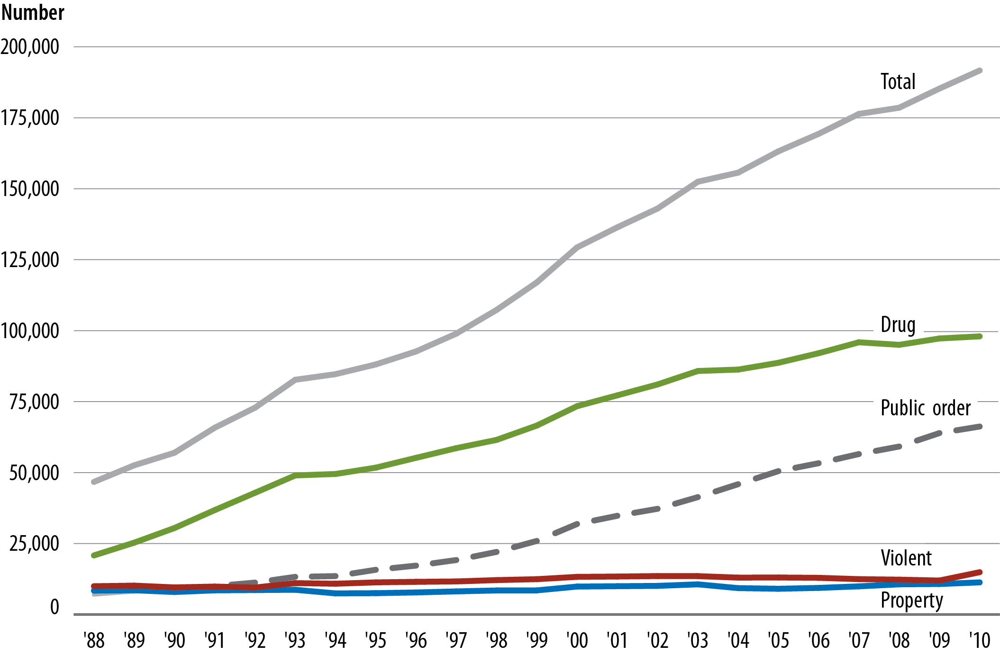 Number
200,000
Total
175,000
150,000
125,000
100,000
Drug
75,000
Public order
50,000
25,000
Violent
Property
0
'88 '89 '90 '91 '92 '93 '94 '95 '96 '97 '98 '99 '00 '01 '02 '03 '04 '05 '06 '07 '08 '09 '10